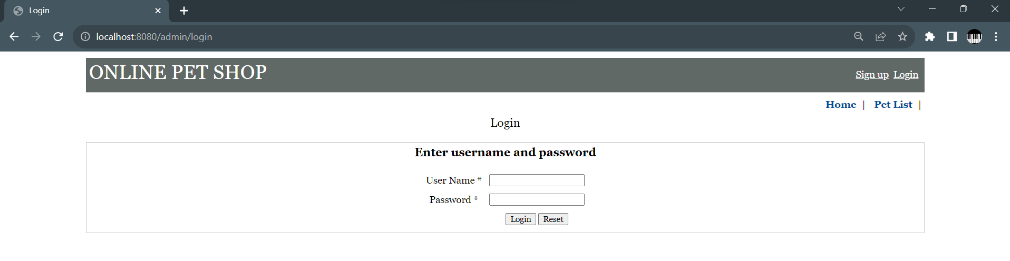 Login
localhost:8080/admin/login
ONLINE PET SHOP
Sign up Login
Home | Pet List |
Login
Enter username and password
User Name *
Password *
Login Reset